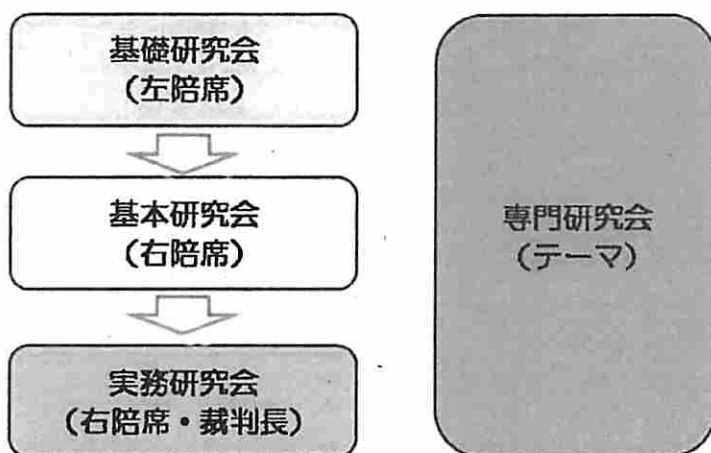 基礎研究会
（左陪席）
基本研究会
（右陪席）
実務研究会
（右陪席・裁判長）
専門研究会
（テーマ）